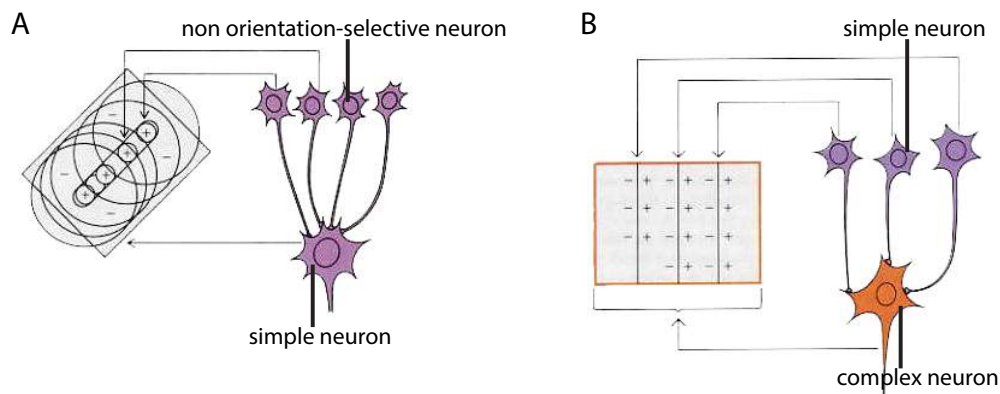 A
non orientation-selective neuron
simple neuron
B
simple neuron
complex neuron